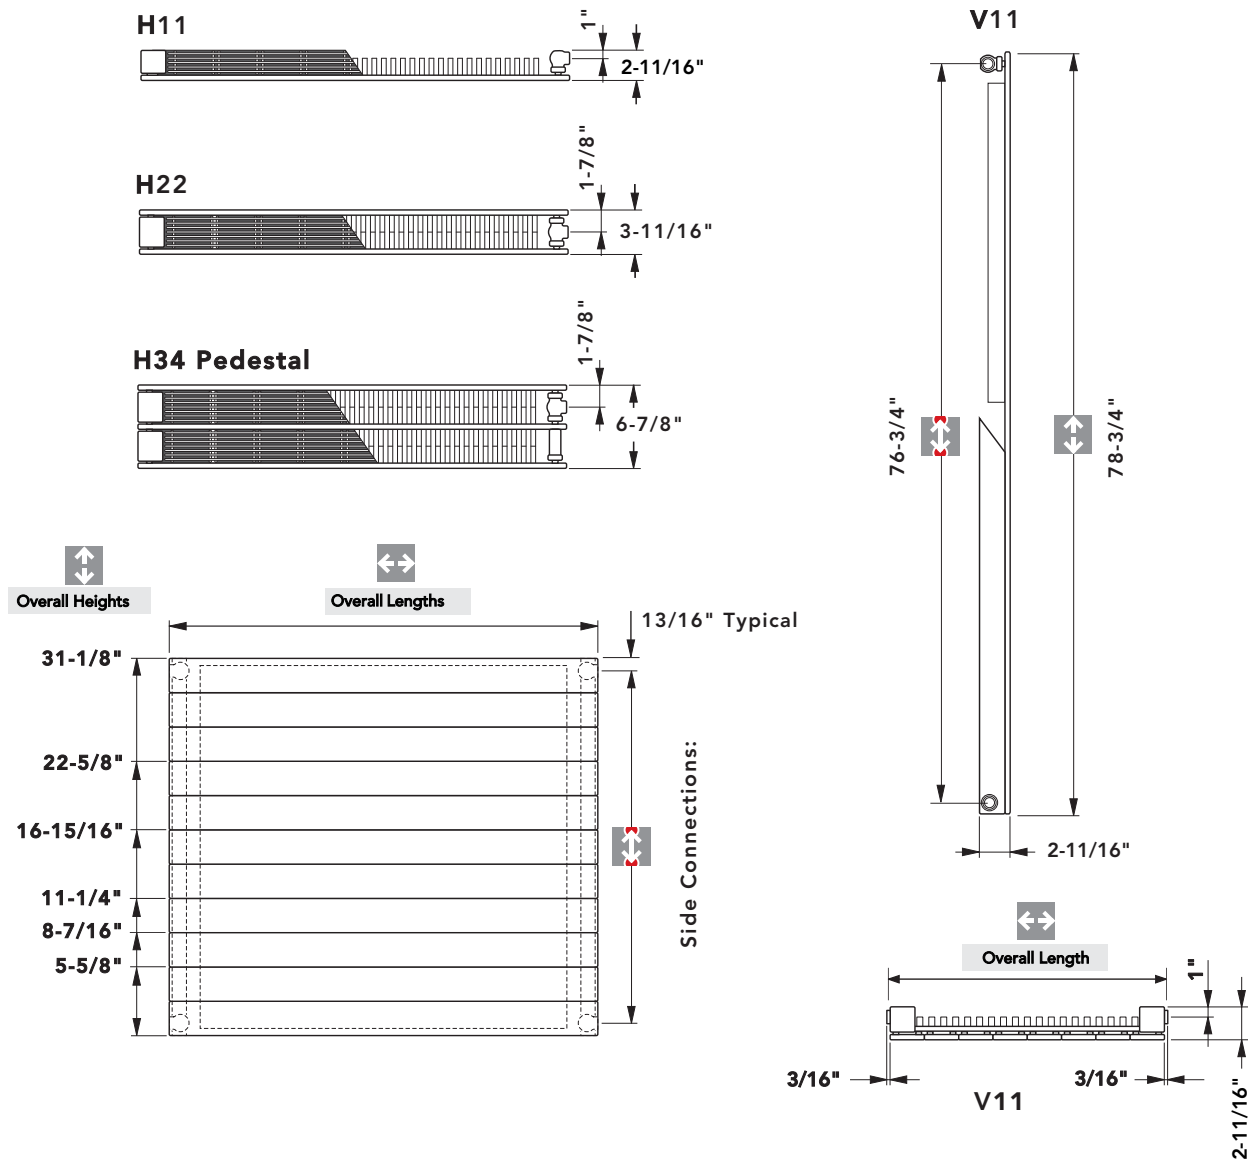 H11
1"
2-11/16"
H22
1-7/8"
3-11/16"
H34 Pedestal
1-7/8"
6-7/8"
V11
76-3/4"
78-3/4"
2-11/16"
Overall Heights
Overall Lengths
13/16" Typical
31-1/8"
22-5/8"
16-15/16"
11-1/4"
8-7/16"
5-5/8"
Side Connections:
Overall Length
1"
3/16"
3/16"
2-11/16"
V11